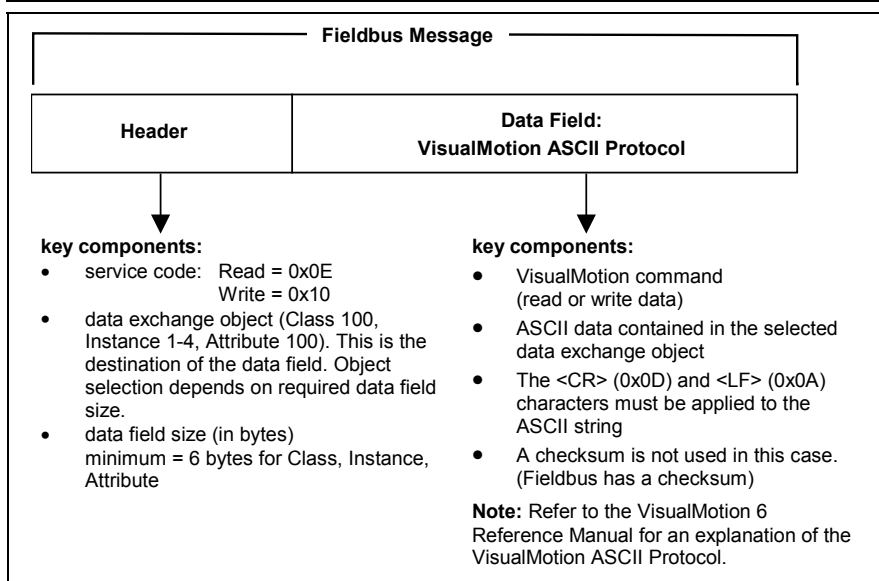 Fieldbus Message
Header
Data Field:
VisualMotion ASCII Protocol
key components:
• service code: Read = 0x0E
Write = 0x10
• data exchange object (Class 100,
Instance 1-4, Attribute 100). This is the
destination of the data field. Object
selection depends on required data field
size.
• data field size (in bytes)
minimum = 6 bytes for Class, Instance,
Attribute
key components:
• VisualMotion command
(read or write data)
• ASCII data contained in the selected
data exchange object
• The <CR> (0x0D) and <LF> (0x0A)
characters must be applied to the
ASCII string
• A checksum is not used in this case.
(Fieldbus has a checksum)
Note: Refer to the VisualMotion 6
Reference Manual for an explanation of the
VisualMotion ASCII Protocol.